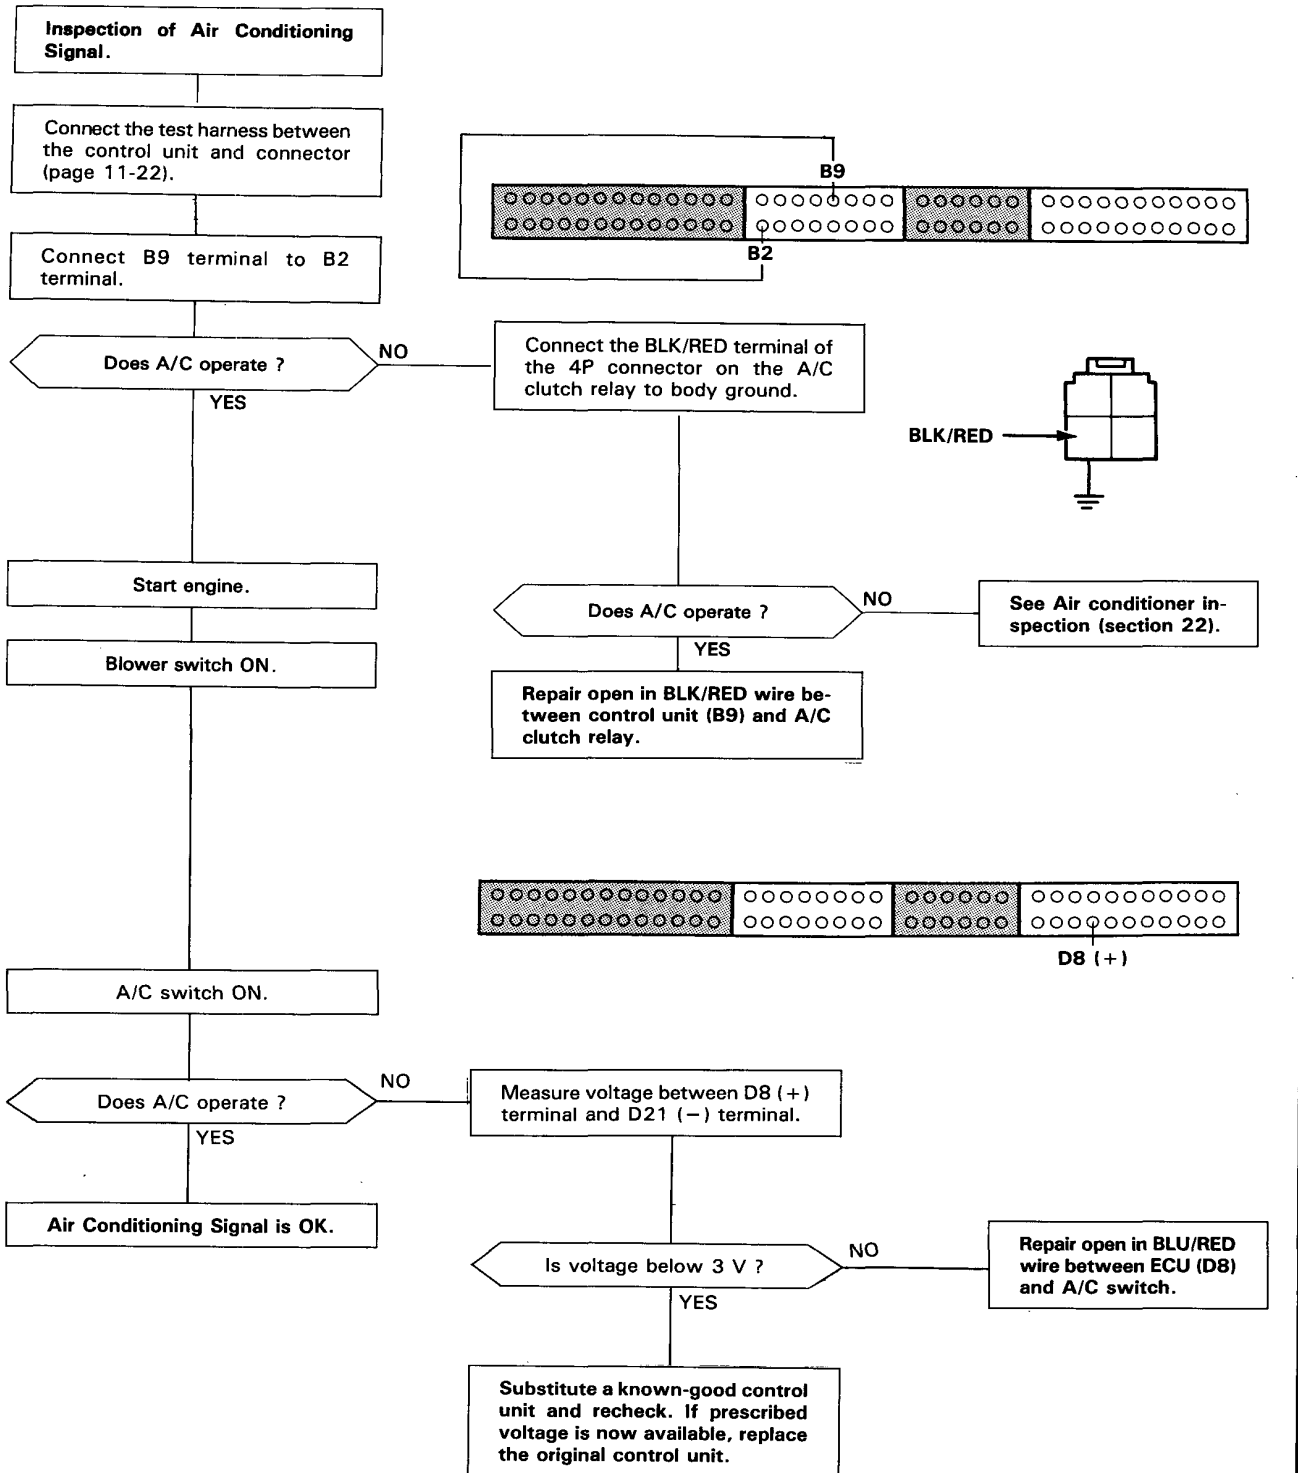 Inspection of Air Conditioning
Signal.
Connect the test harness between
the control unit and connector
(page 11-22).
B9
Connect B9 terminal to B2
terminal.
B2
Does A/C operate ?
NO
YES
Connect the BLK/RED terminal of
the 4P connector on the A/C
clutch relay to body ground.
BLK/RED
Start engine.
Does A/C operate ?
NO
YES
See Air conditioner in-
spection (section 22).
Blower switch ON.
Repair open in BLK/RED wire be-
tween control unit (B9) and A/C
clutch relay.
D8 (+)
A/C switch ON.
Does A/C operate ?
NO
YES
Measure voltage between D8 (+)
terminal and D21 (−) terminal.
Air Conditioning Signal is OK.
Is voltage below 3 V ?
NO
YES
Repair open in BLU/RED
wire between ECU (D8)
and A/C switch.
Substitute a known-good control
unit and recheck. If prescribed
voltage is now available, replace
the original control unit.